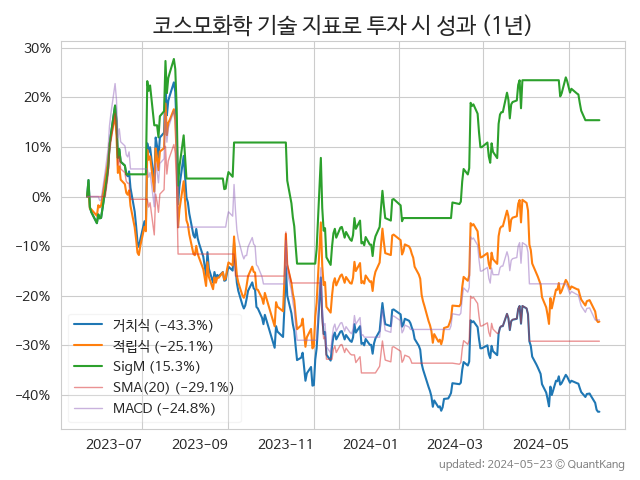 코스모화학 기술 지표로 투자 시 성과 (1년)
30%
20%
10%
0%
−10%
−20%
−30%
−40%
거치식 (−43.3%)
적립식 (−25.1%)
SigM (15.3%)
SMA(20) (−29.1%)
MACD (−24.8%)
2023-07
2023-09
2023-11
2024-01
2024-03
2024-05
updated: 2024-05-23 ⓒ QuantKang